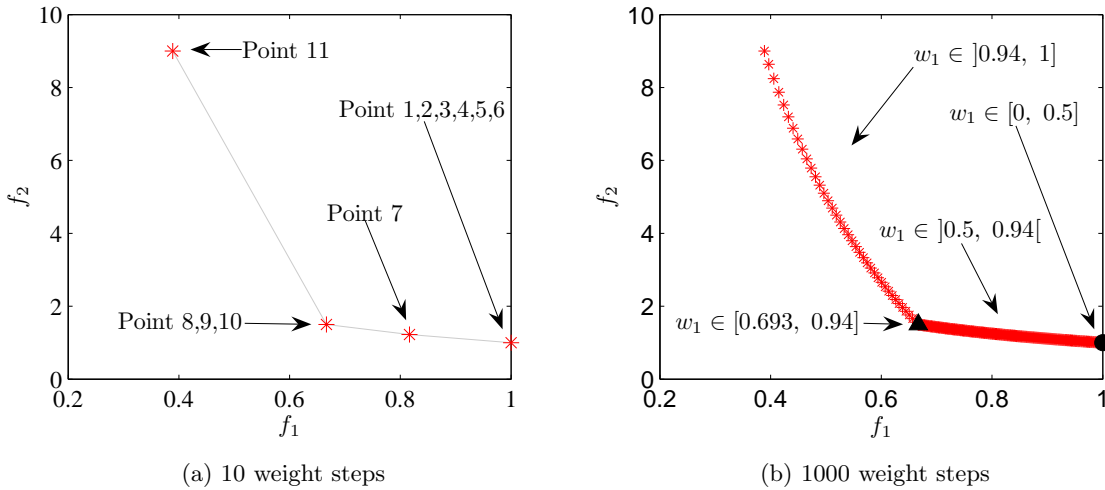 10
8
6
4
2
0
f₂
Point 11
Point 1,2,3,4,5,6
Point 7
Point 8,9,10
0.2 0.4 0.6 0.8 1
f₁
(a) 10 weight steps
10
8
6
4
2
0
f₂
w₁ ∈ ]0.94, 1]
w₁ ∈ [0, 0.5]
w₁ ∈ ]0.5, 0.94[
w₁ ∈ [0.693, 0.94]
0.2 0.4 0.6 0.8 1
f₁
(b) 1000 weight steps